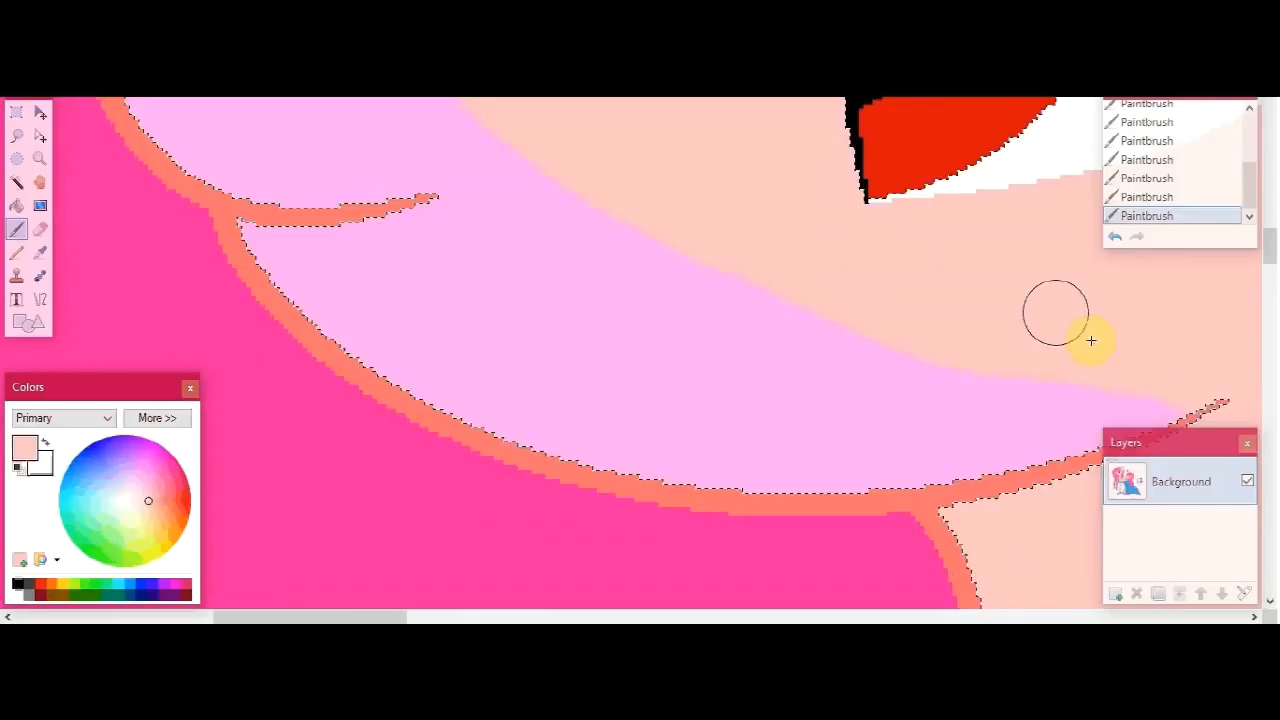 Paintbrush
Paintbrush
Paintbrush
Paintbrush
Paintbrush
Paintbrush
Paintbrush
Colors
Primary
More >>
Layers
Background